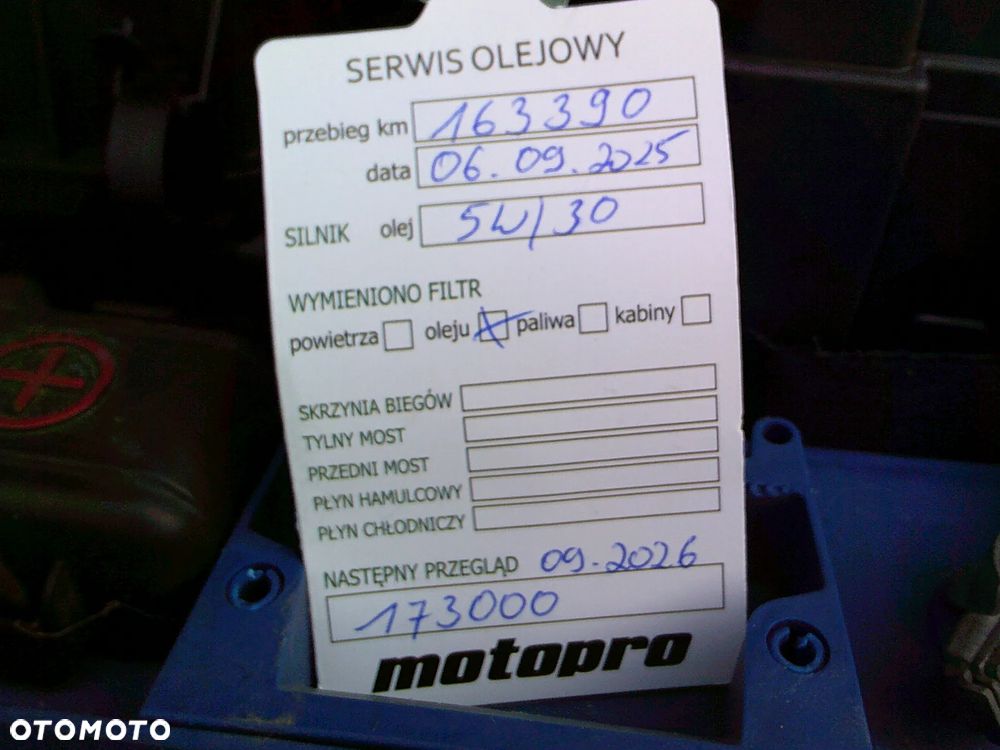 SERWIS OLEJOWY
przebieg km 163390
data 06.09.2025
SILNIK olej 5W/30
WYMIENIONO FILTR
powietrza oleju paliwa kabiny
SKRZYNIA BIEGÓW
TYLNY MOST
PRZEDNI MOST
PŁYN HAMULCOWY
PŁYN CHŁODNICZY
NASTĘPNY PRZEGLĄD 09.2026
173000
motopro
OTOMOTO